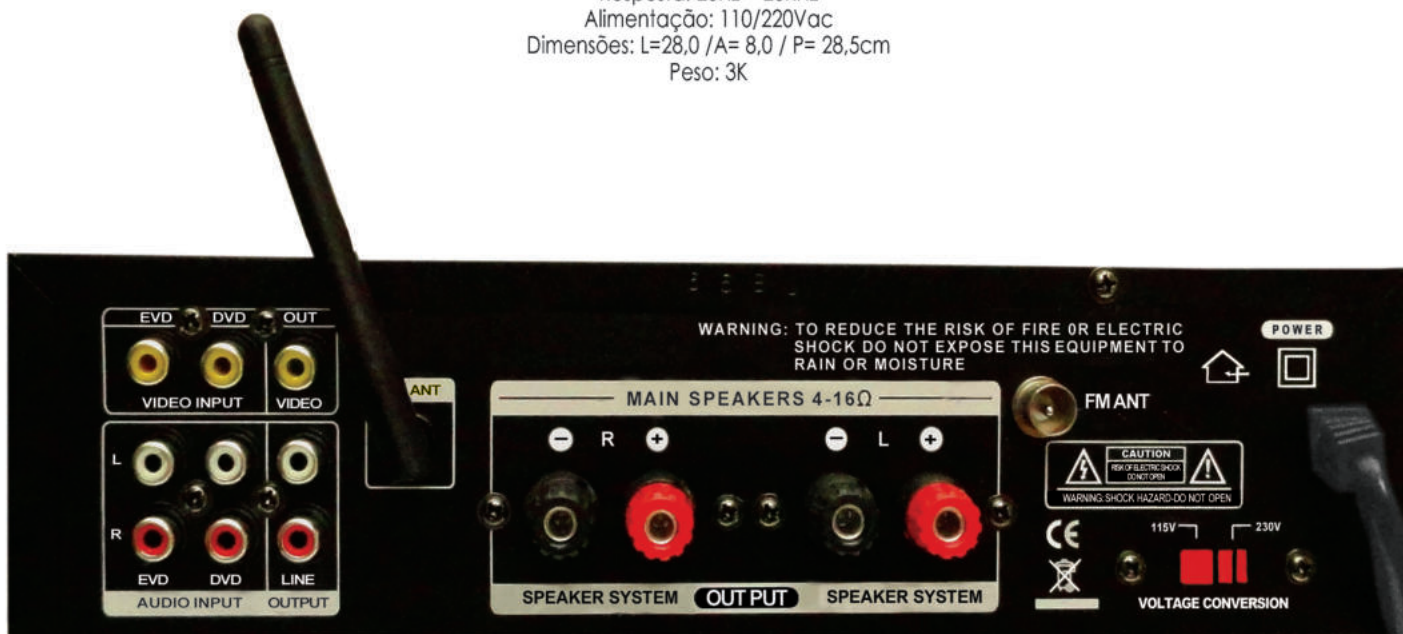 Alimentação: 110/220Vac
Dimensões: L=28,0 /A= 8,0 / P= 28,5cm
Peso: 3K
EVD DVD OUT
VIDEO INPUT VIDEO
L
R
EVD DVD LINE
AUDIO INPUT OUTPUT
ANT
WARNING: TO REDUCE THE RISK OF FIRE 0R ELECTRIC
SHOCK DO NOT EXPOSE THIS EQUIPMENT TO
RAIN OR MOISTURE
MAIN SPEAKERS 4-16Ω
− R + − L +
SPEAKER SYSTEM OUTPUT SPEAKER SYSTEM
POWER
FM ANT
CAUTION
RISK OF ELECTRIC SHOCK
DO NOT OPEN
WARNING: SHOCK HAZARD-DO NOT OPEN
CE
115V 230V
VOLTAGE CONVERSION